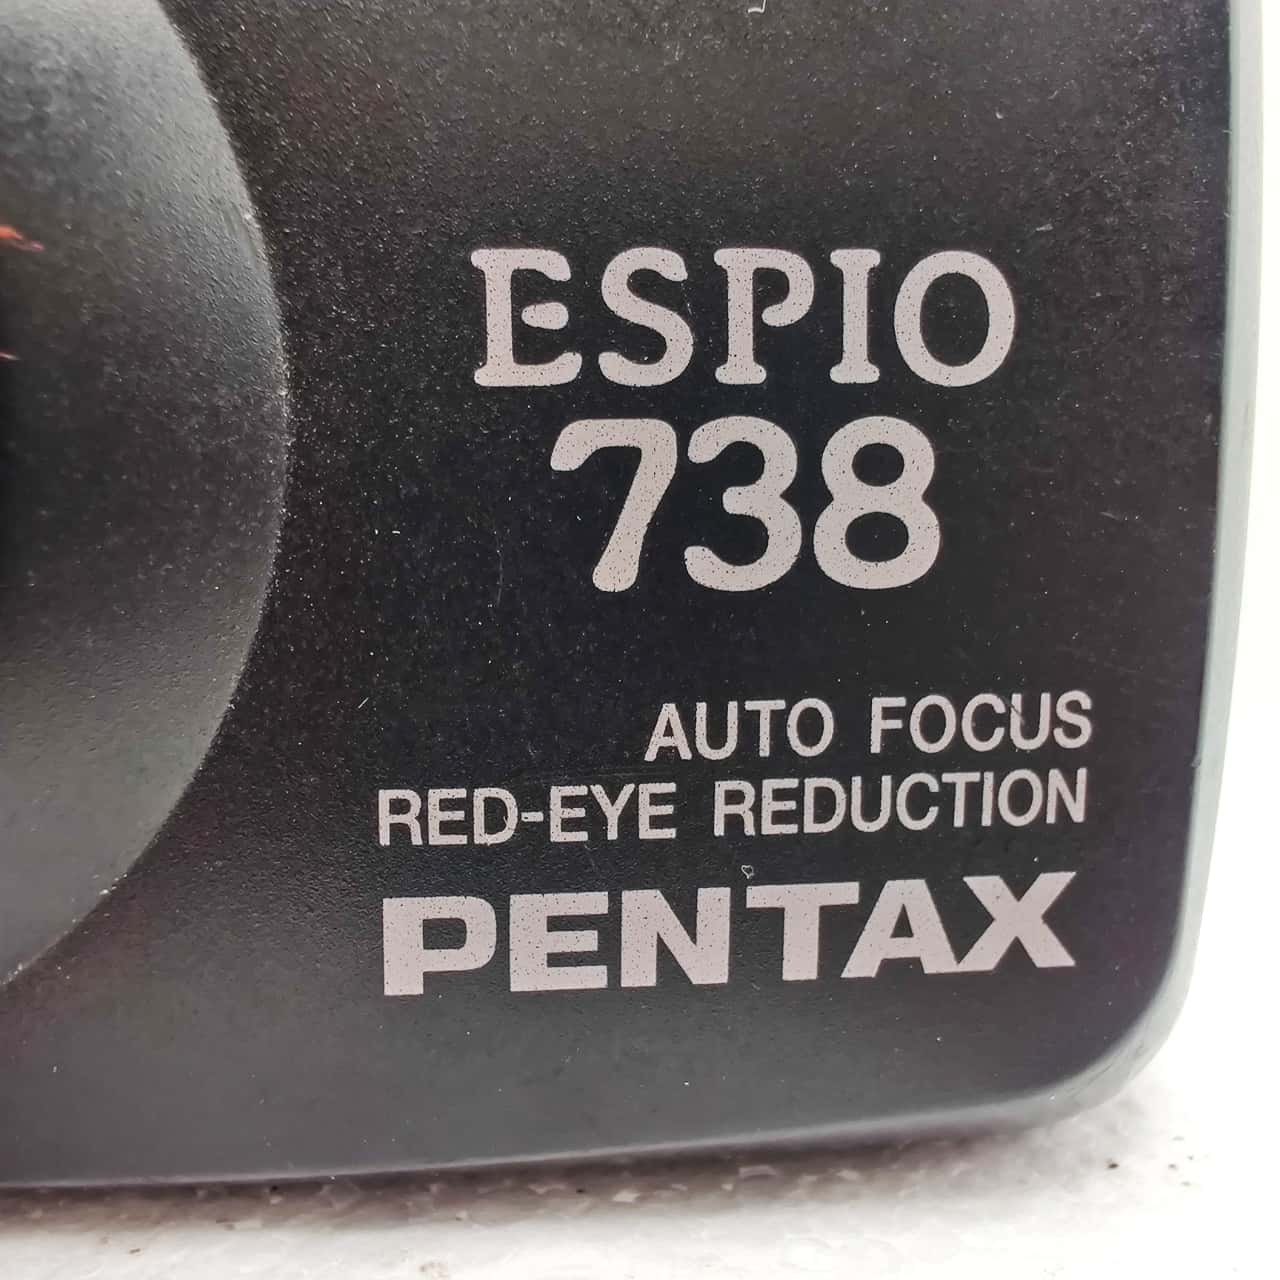 ESPIO
738
AUTO FOCUS
RED-EYE REDUCTION
PENTAX